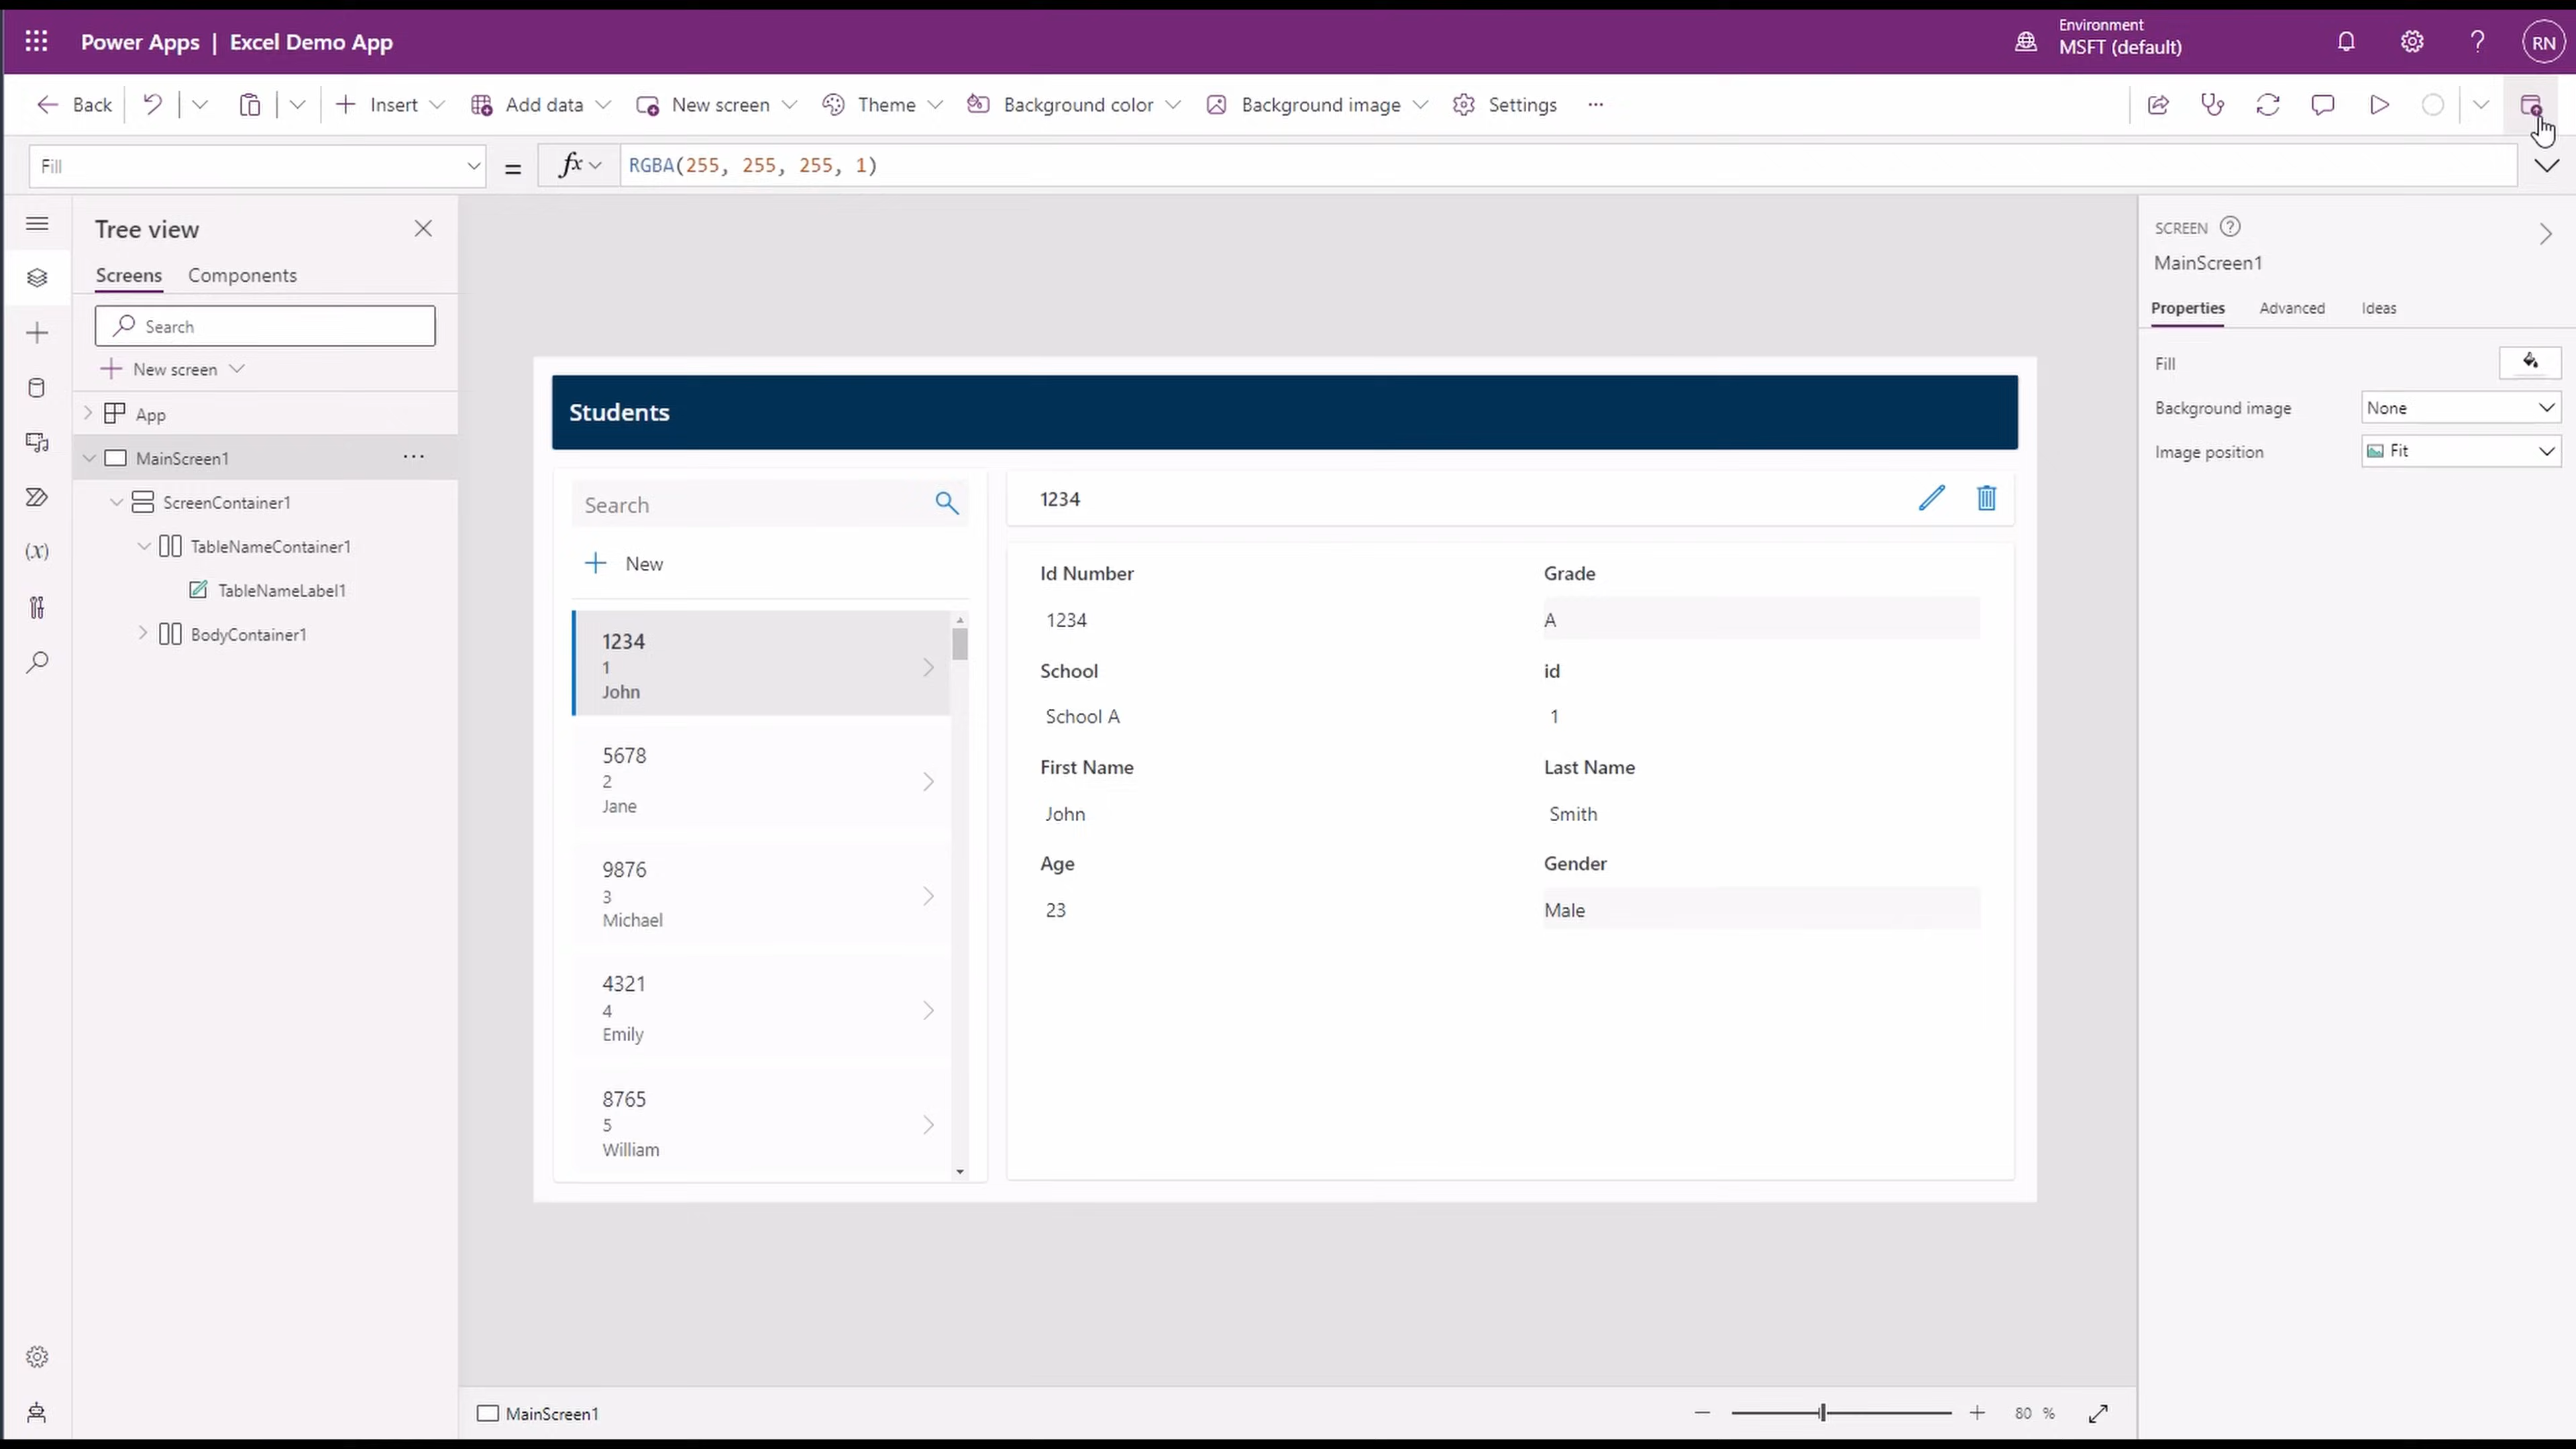 Power Apps | Excel Demo App
Environment
MSFT (default)
RN
Back
Insert
Add data
New screen
Theme
Background color
Background image
Settings
Fill
=
fx
RGBA(255, 255, 255, 1)
Tree view
Screens
Components
Search
New screen
App
MainScreen1
ScreenContainer1
TableNameContainer1
TableNameLabel1
BodyContainer1
(x)
Students
Search
New
1234
1
John
5678
2
Jane
9876
3
Michael
4321
4
Emily
8765
5
William
1234
Id Number
Grade
1234
A
School
id
School A
1
First Name
Last Name
John
Smith
Age
Gender
23
Male
SCREEN
MainScreen1
Properties
Advanced
Ideas
Fill
Background image
None
Image position
Fit
MainScreen1
80 %